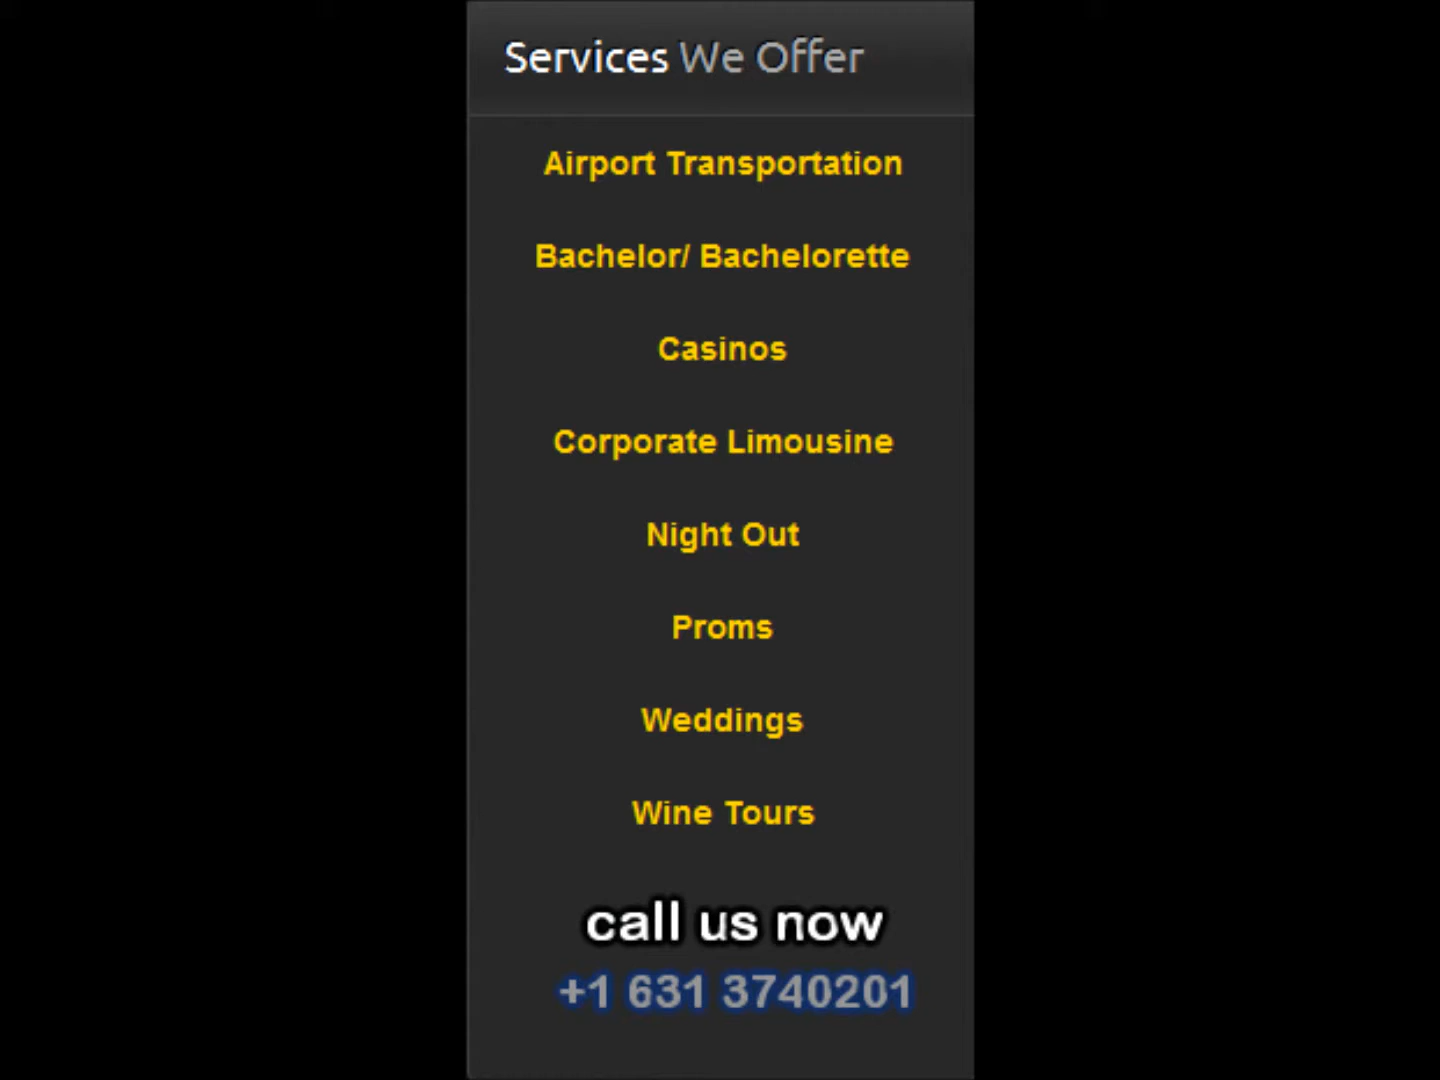 Services We Offer
Airport Transportation
Bachelor/ Bachelorette
Casinos
Corporate Limousine
Night Out
Proms
Weddings
Wine Tours
call us now
+1 631 3740201